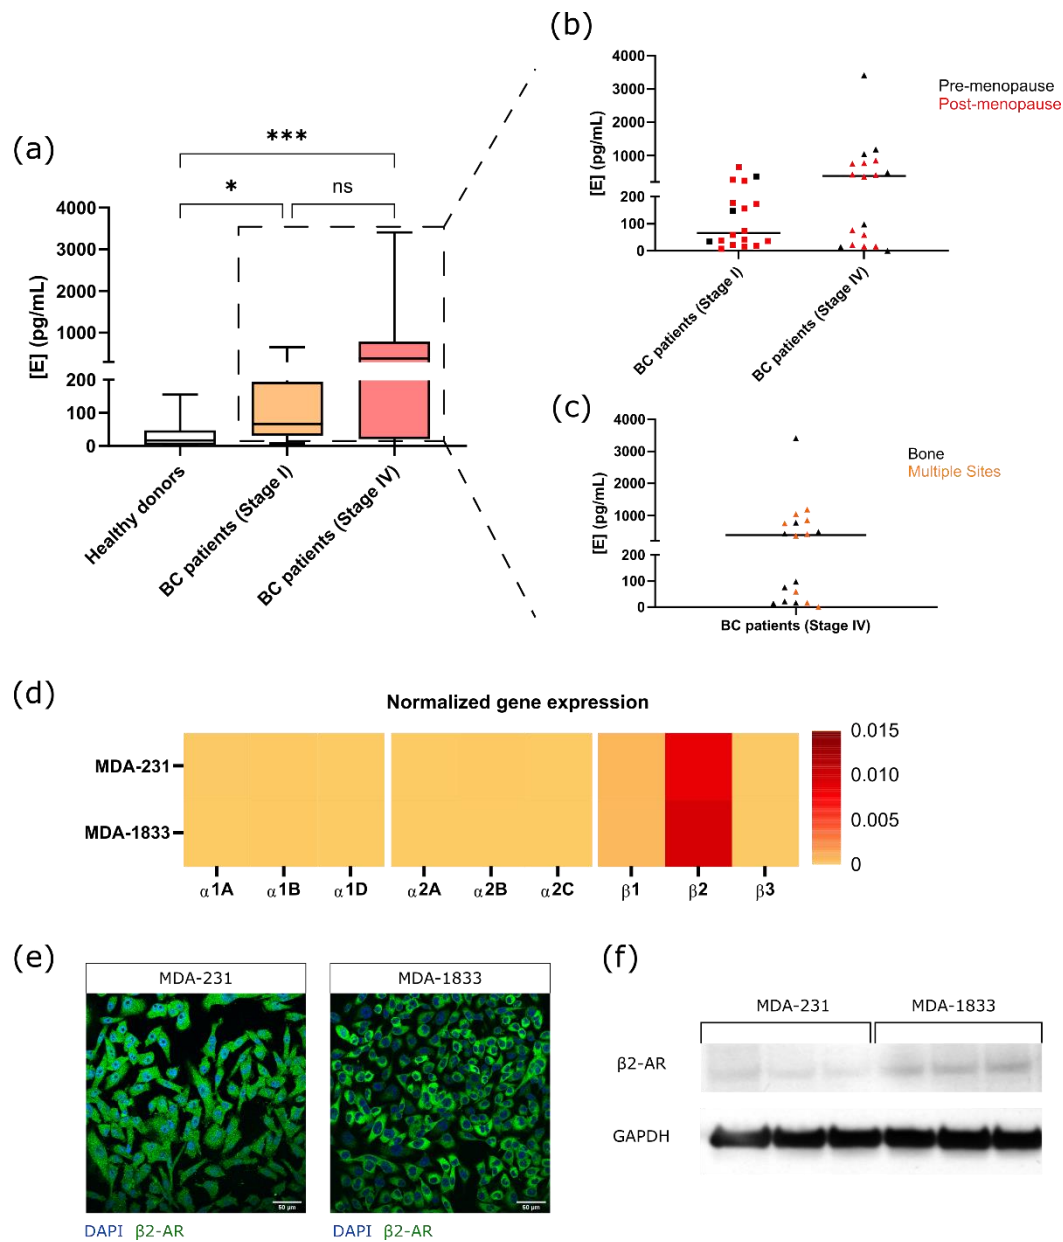 (a)
***
*
ns
4000
3000
2000
1000
200
100
0
[E] (pg/mL)
Healthy donors
BC patients (Stage I)
BC patients (Stage IV)
(b)
4000
3000
2000
1000
200
100
0
[E] (pg/mL)
Pre-menopause
Post-menopause
BC patients (Stage I)
BC patients (Stage IV)
(c)
4000
3000
2000
1000
200
100
0
[E] (pg/mL)
Bone
Multiple Sites
BC patients (Stage IV)
(d)
Normalized gene expression
MDA-231
MDA-1833
α1A α1B α1D α2A α2B α2C β1 β2 β3
0.015
0.010
0.005
0
(e)
MDA-231 MDA-1833
50 µm 50 µm
DAPI β2-AR DAPI β2-AR
(f)
MDA-231 MDA-1833
β2-AR
GAPDH